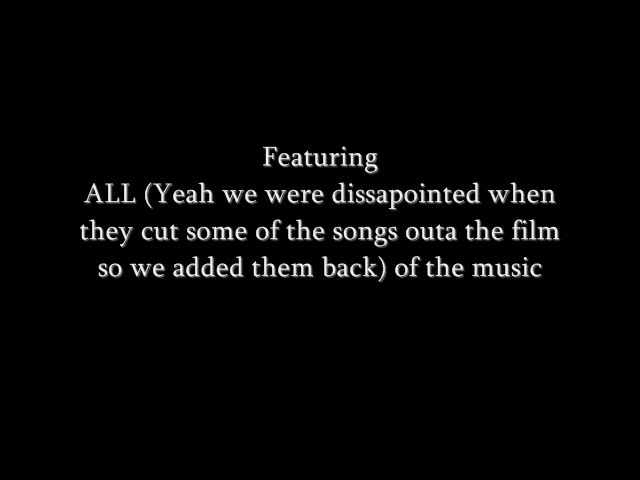 Featuring
ALL (Yeah we were dissapointed when
they cut some of the songs outa the film
so we added them back) of the music